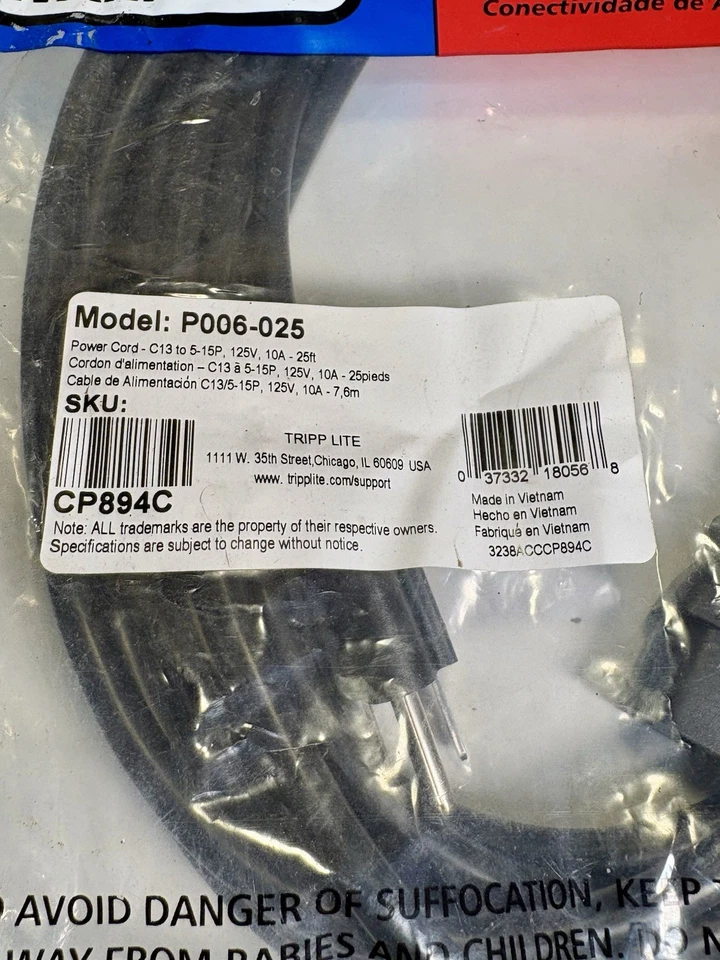 Conectividade de
Model: P006-025
Power Cord - C13 to 5-15P, 125V, 10A - 25ft
Cordon d'alimentation – C13 à 5-15P, 125V, 10A - 25pieds
Cable de Alimentación C13/5-15P, 125V, 10A - 7,6m
SKU:
CP894C
TRIPP LITE
1111 W. 35th Street,Chicago, IL 60609 USA
www. tripplite.com/support
0 37332 18056 8
Made in Vietnam
Hecho en Vietnam
Fabriqué en Vietnam
3238ACCCP894C
Note: ALL trademarks are the property of their respective owners.
Specifications are subject to change without notice.
AVOID DANGER OF SUFFOCATION, KEEP
AWAY FROM BABIES AND CHILDREN. DO